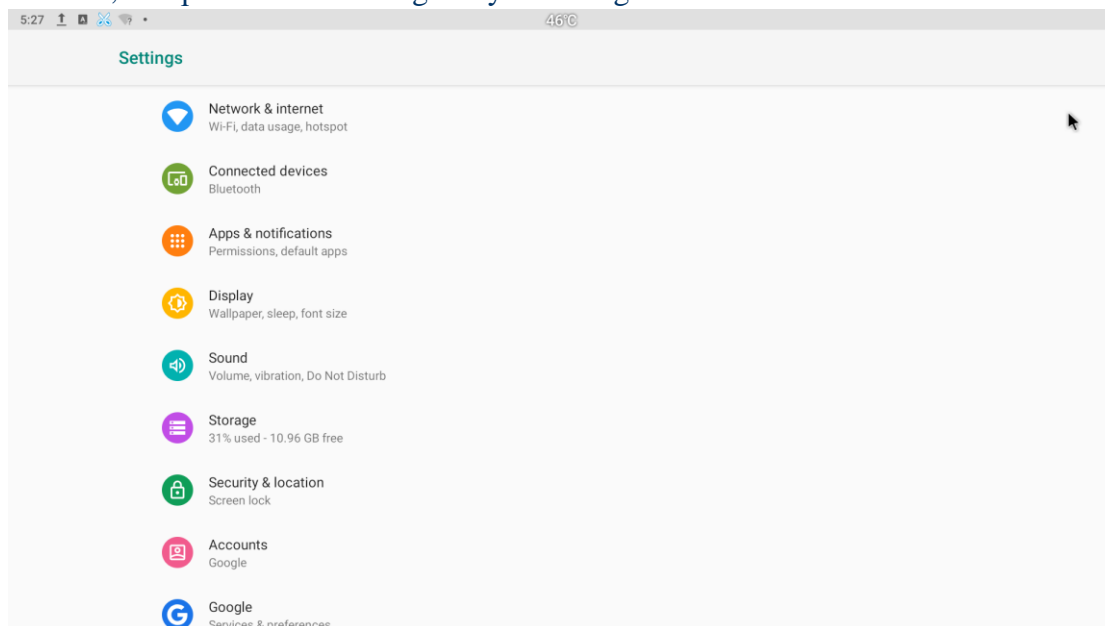 5:27 46°C
Settings
Network & internet
Wi-Fi, data usage, hotspot
Connected devices
Bluetooth
Apps & notifications
Permissions, default apps
Display
Wallpaper, sleep, font size
Sound
Volume, vibration, Do Not Disturb
Storage
31% used - 10.96 GB free
Security & location
Screen lock
Accounts
Google
Google
Services & preferences